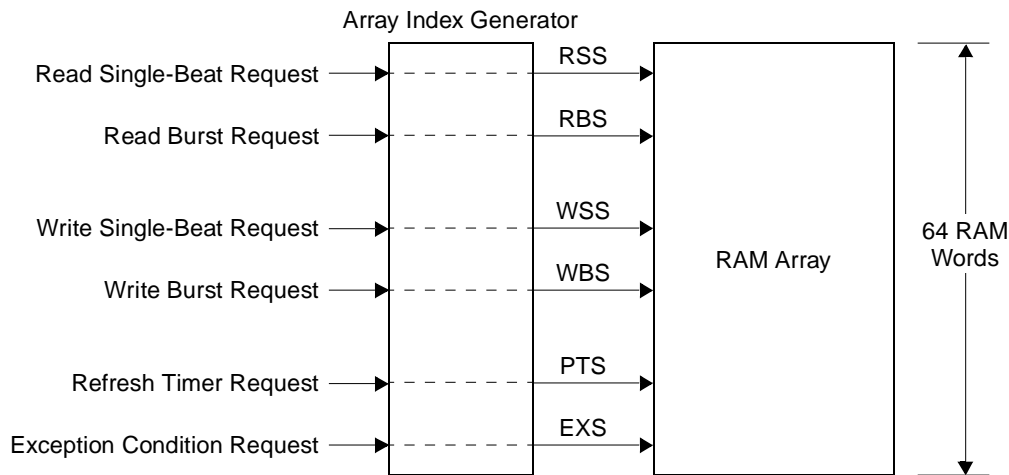 Array Index Generator
Read Single-Beat Request
RSS
Read Burst Request
RBS
Write Single-Beat Request
WSS
64 RAM
Words
RAM Array
Write Burst Request
WBS
Refresh Timer Request
PTS
Exception Condition Request
EXS